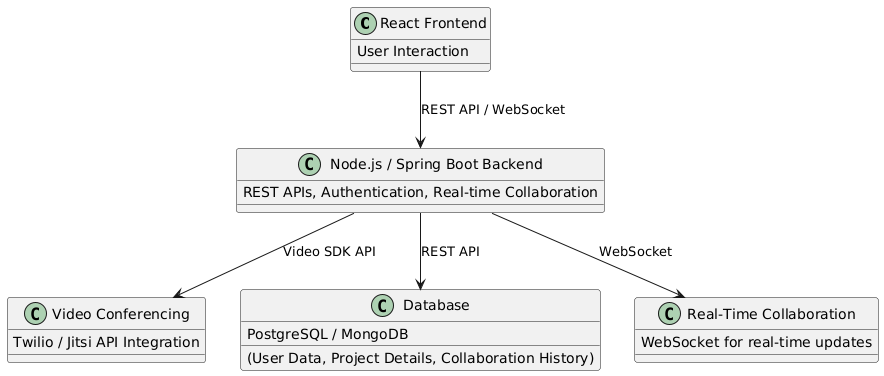 C React Frontend
User Interaction
REST API / WebSocket
C Node.js / Spring Boot Backend
REST APIs, Authentication, Real-time Collaboration
Video SDK API
REST API
WebSocket
C Video Conferencing
Twilio / Jitsi API Integration
C Database
PostgreSQL / MongoDB
(User Data, Project Details, Collaboration History)
C Real-Time Collaboration
WebSocket for real-time updates